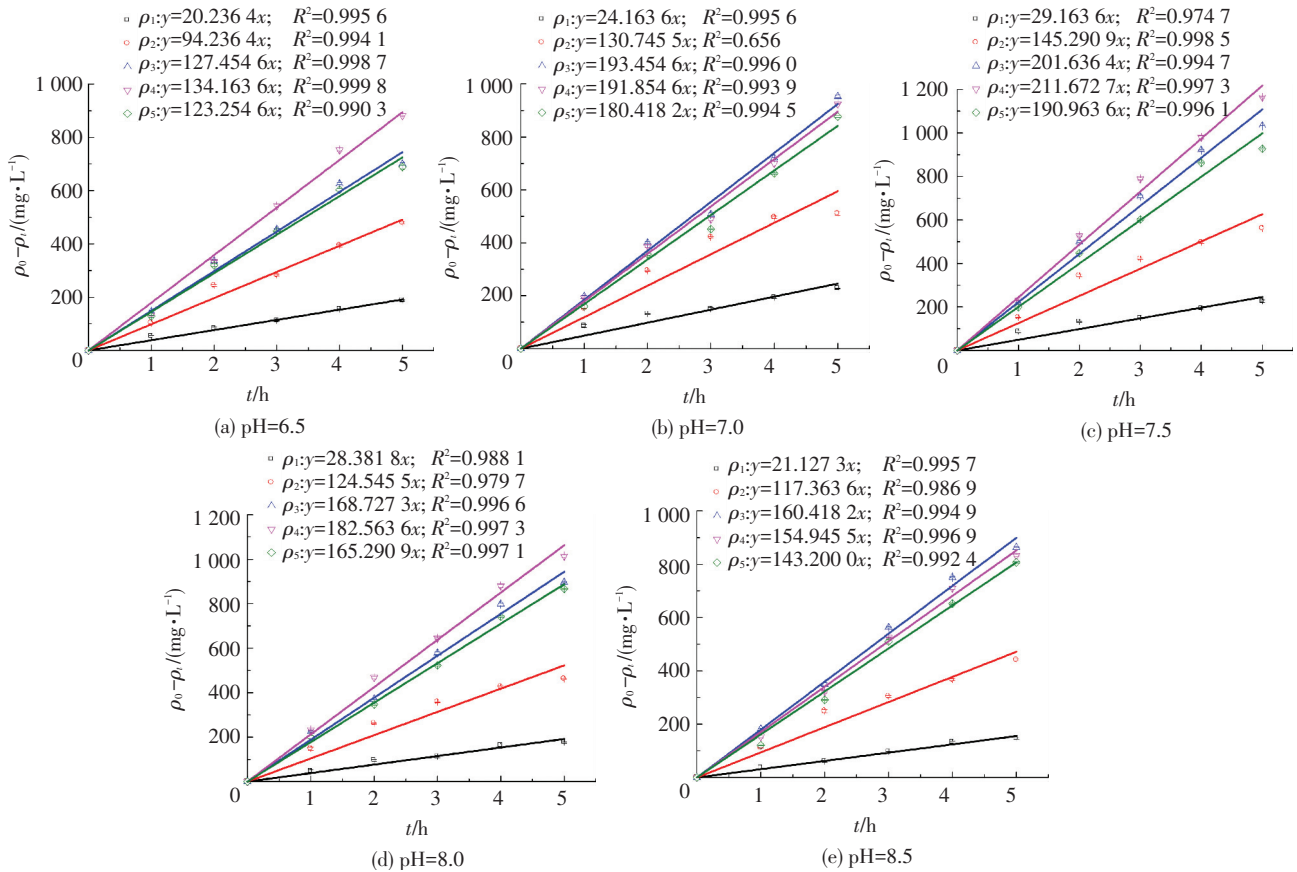 ρ₁:y=20.236 4x; R²=0.995 6
ρ₂:y=94.236 4x; R²=0.994 1
ρ₃:y=127.454 6x; R²=0.998 7
ρ₄:y=134.163 6x; R²=0.999 8
ρ₅:y=123.254 6x; R²=0.990 3
1 000
800
600
400
200
0
ρ₀-ρₜ/(mg•L⁻¹)
1 2 3 4 5
t/h
(a) pH=6.5
ρ₁:y=24.163 6x; R²=0.995 6
ρ₂:y=130.745 5x; R²=0.656
ρ₃:y=193.454 6x; R²=0.996 0
ρ₄:y=191.854 6x; R²=0.993 9
ρ₅:y=180.418 2x; R²=0.994 5
1 000
800
600
400
200
0
ρ₀-ρₜ/(mg•L⁻¹)
1 2 3 4 5
t/h
(b) pH=7.0
ρ₁:y=29.163 6x; R²=0.974 7
ρ₂:y=145.290 9x; R²=0.998 5
ρ₃:y=201.636 4x; R²=0.994 7
ρ₄:y=211.672 7x; R²=0.997 3
ρ₅:y=190.963 6x; R²=0.996 1
1 200
1 000
800
600
400
200
0
ρ₀-ρₜ/(mg•L⁻¹)
1 2 3 4 5
t/h
(c) pH=7.5
ρ₁:y=28.381 8x; R²=0.988 1
ρ₂:y=124.545 5x; R²=0.979 7
ρ₃:y=168.727 3x; R²=0.996 6
ρ₄:y=182.563 6x; R²=0.997 3
ρ₅:y=165.290 9x; R²=0.997 1
1 200
1 000
800
600
400
200
0
ρ₀-ρₜ/(mg•L⁻¹)
1 2 3 4 5
t/h
(d) pH=8.0
ρ₁:y=21.127 3x; R²=0.995 7
ρ₂:y=117.363 6x; R²=0.986 9
ρ₃:y=160.418 2x; R²=0.994 9
ρ₄:y=154.945 5x; R²=0.996 9
ρ₅:y=143.200 0x; R²=0.992 4
1 000
800
600
400
200
0
ρ₀-ρₜ/(mg•L⁻¹)
1 2 3 4 5
t/h
(e) pH=8.5